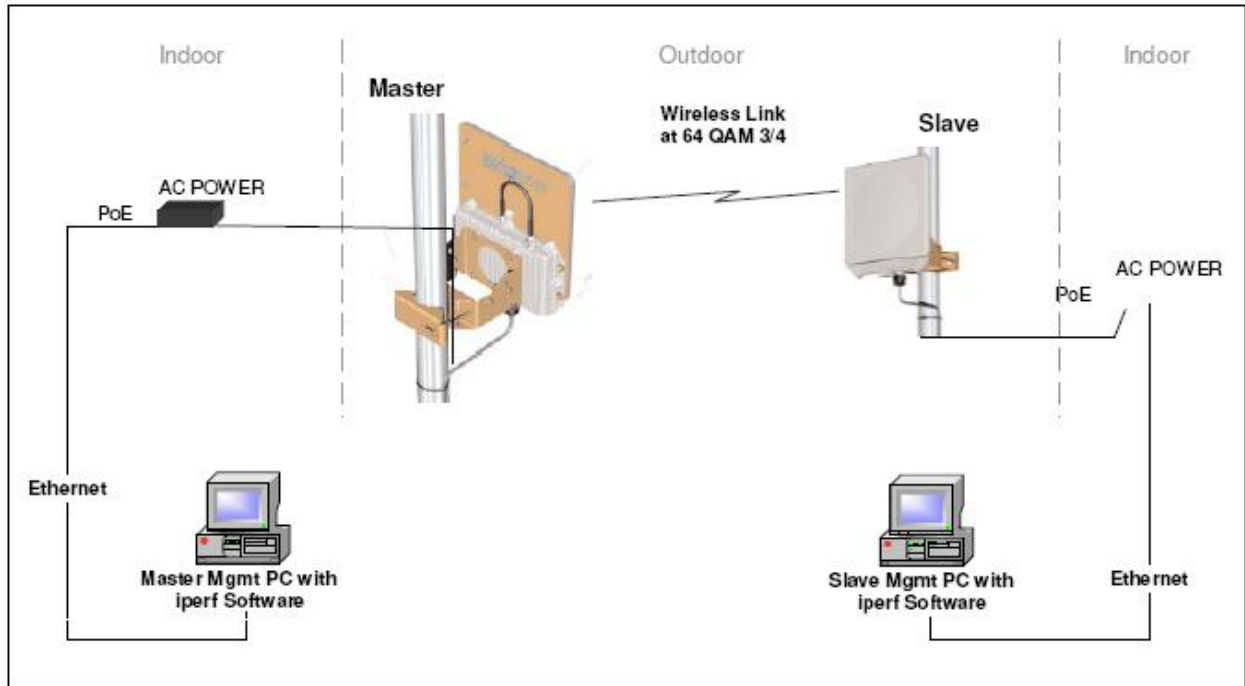 Indoor
Outdoor
Indoor
Master
Wireless Link
at 64 QAM 3/4
Slave
AC POWER
PoE
AC POWER
PoE
Ethernet
Master Mgmt PC with
iperf Software
Slave Mgmt PC with
iperf Software
Ethernet